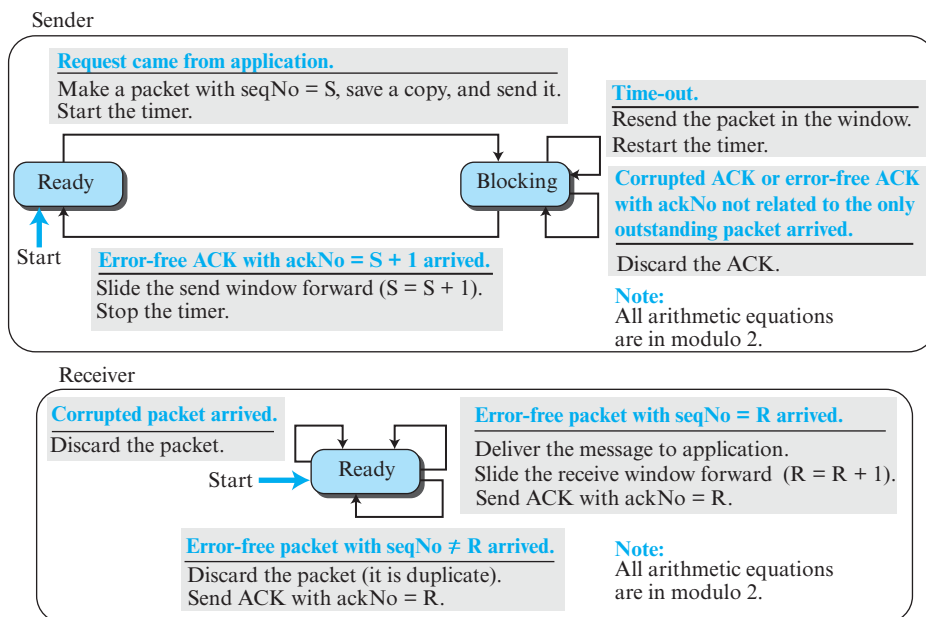 Sender
Request came from application.
Make a packet with seqNo = S, save a copy, and send it.
Start the timer.
Time-out.
Resend the packet in the window.
Restart the timer.
Ready
Blocking
Corrupted ACK or error-free ACK
with ackNo not related to the only
outstanding packet arrived.
Discard the ACK.
Start
Error-free ACK with ackNo = S + 1 arrived.
Slide the send window forward (S = S + 1).
Stop the timer.
Note:
All arithmetic equations
are in modulo 2.
Receiver
Corrupted packet arrived.
Discard the packet.
Error-free packet with seqNo = R arrived.
Deliver the message to application.
Slide the receive window forward (R = R + 1).
Send ACK with ackNo = R.
Start
Ready
Error-free packet with seqNo ≠ R arrived.
Discard the packet (it is duplicate).
Send ACK with ackNo = R.
Note:
All arithmetic equations
are in modulo 2.